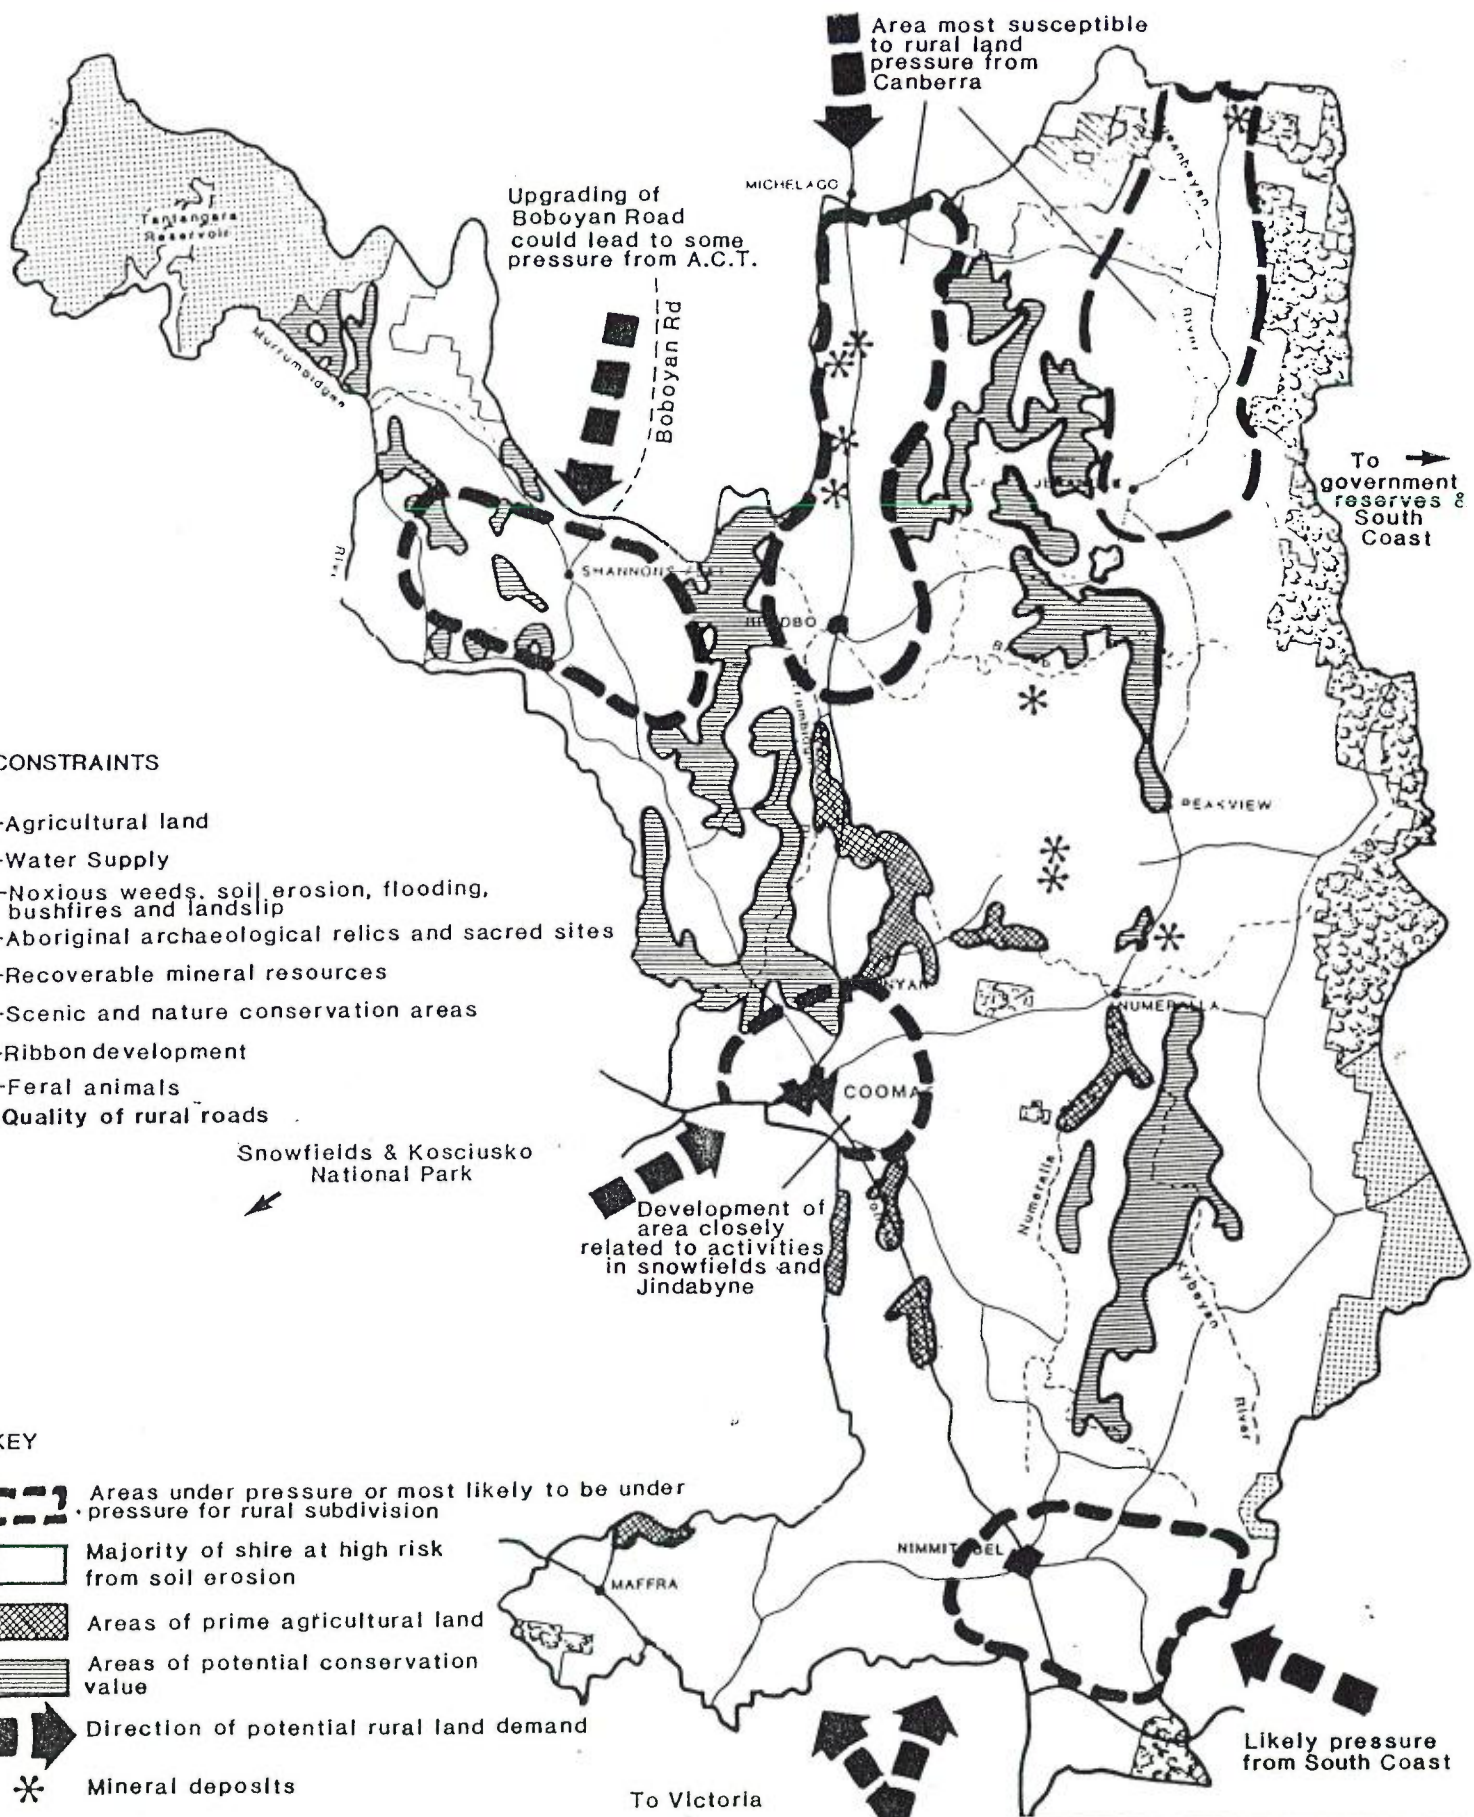 Area most susceptible
to rural land
pressure from
Canberra
MICHELAGO
Upgrading of
Boboyan Road
could lead to some
pressure from A.C.T.
Tantangara
Reservoir
Boboyan Rd
Murrumbidgee
River
To
government
reserves &
South
Coast
River
SHANNONS
PEAKVIEW
CONSTRAINTS
-Agricultural land
-Water Supply
-Noxious weeds, soil erosion, flooding,
bushfires and landslip
-Aboriginal archaeological relics and sacred sites
-Recoverable mineral resources
-Scenic and nature conservation areas
-Ribbon development
-Feral animals
Quality of rural roads
NUMERALLA
COOMA
Snowfields & Kosciusko
National Park
Development of
area closely
related to activities
in snowfields and
Jindabyne
Numeralla
Kybeyan
River
KEY
Areas under pressure or most likely to be under
pressure for rural subdivision
Majority of shire at high risk
from soil erosion
Areas of prime agricultural land
Areas of potential conservation
value
Direction of potential rural land demand
Mineral deposits
NIMMITABEL
MAFFRA
Likely pressure
from South Coast
To Victoria